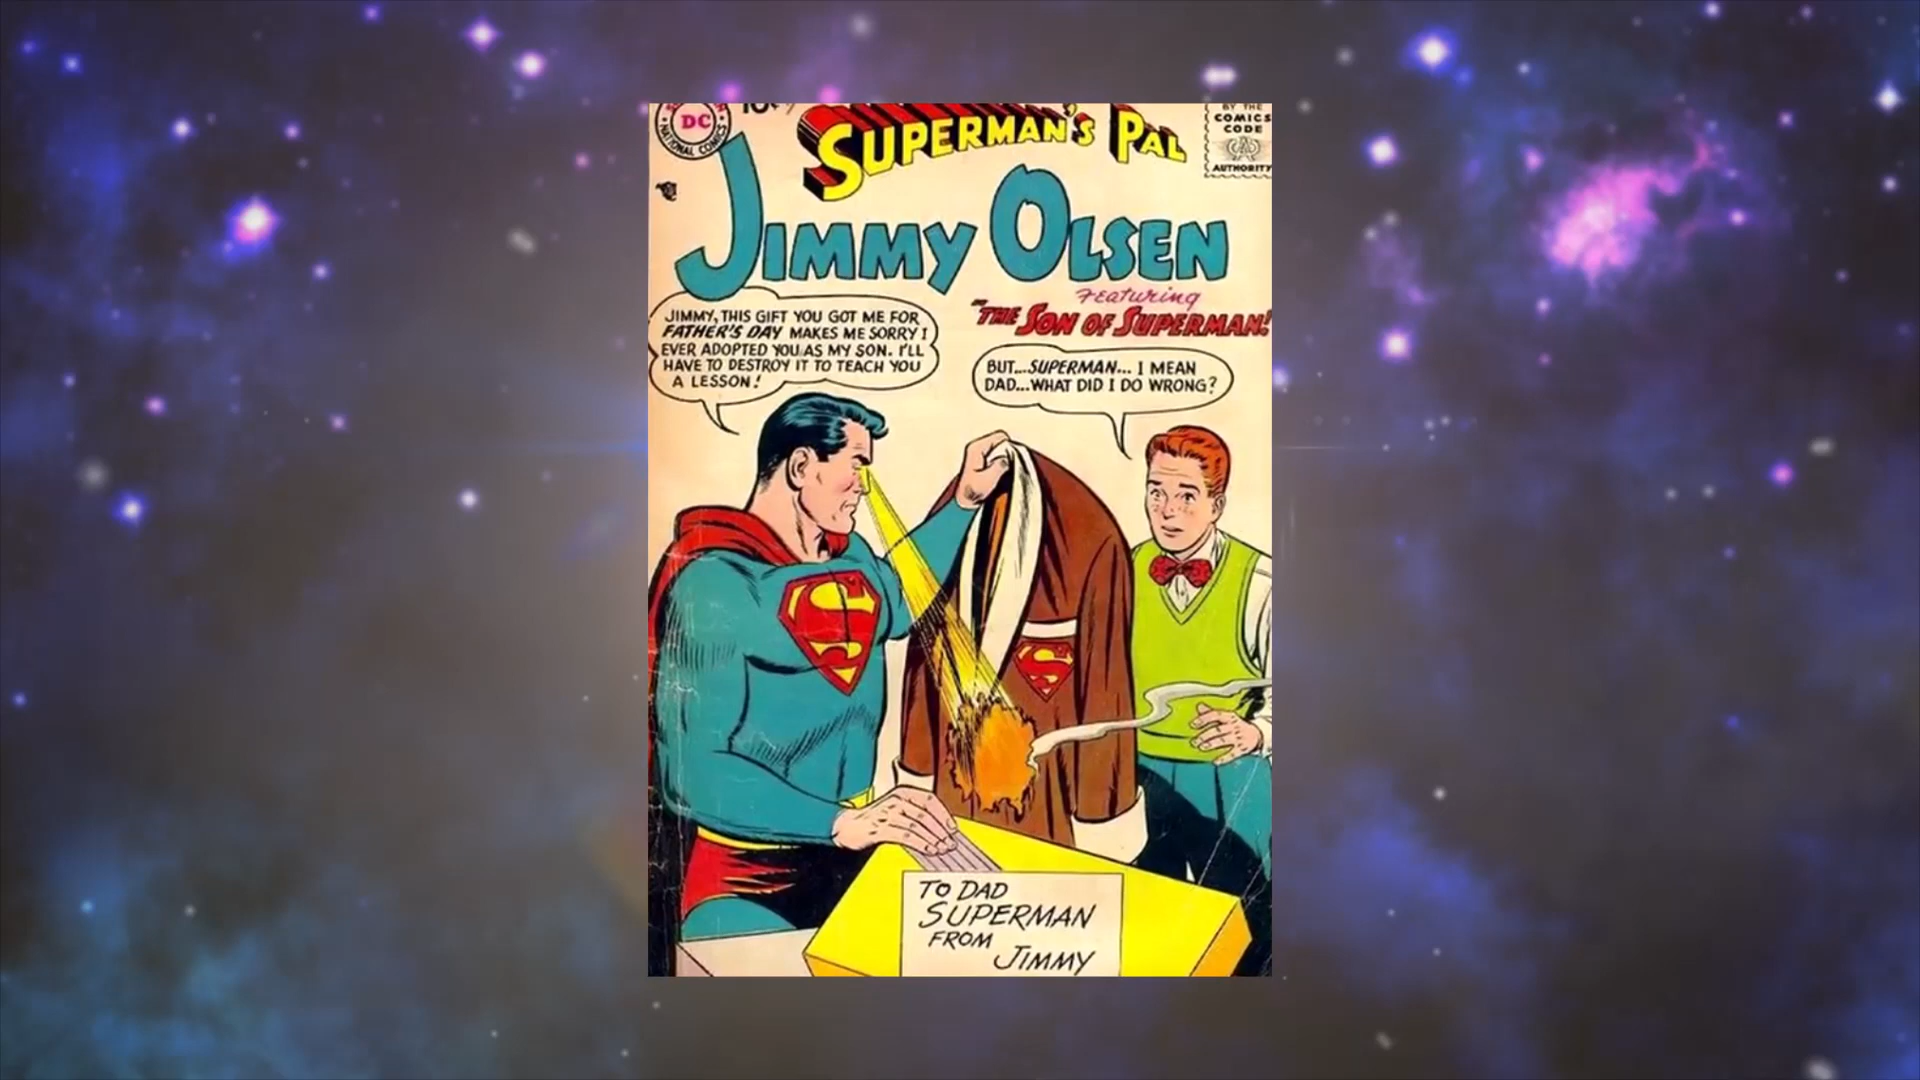 DC
NATIONAL COMICS
10¢
SUPERMAN'S PAL
BY THE
COMICS
CODE
AUTHORITY
JIMMY OLSEN
FEATURING
"THE SON OF SUPERMAN!
JIMMY, THIS GIFT YOU GOT ME FOR
FATHER'S DAY MAKES ME SORRY I
EVER ADOPTED YOU AS MY SON. I'LL
HAVE TO DESTROY IT TO TEACH YOU
A LESSON!
BUT...SUPERMAN... I MEAN
DAD...WHAT DID I DO WRONG?
TO DAD
SUPERMAN
FROM
JIMMY